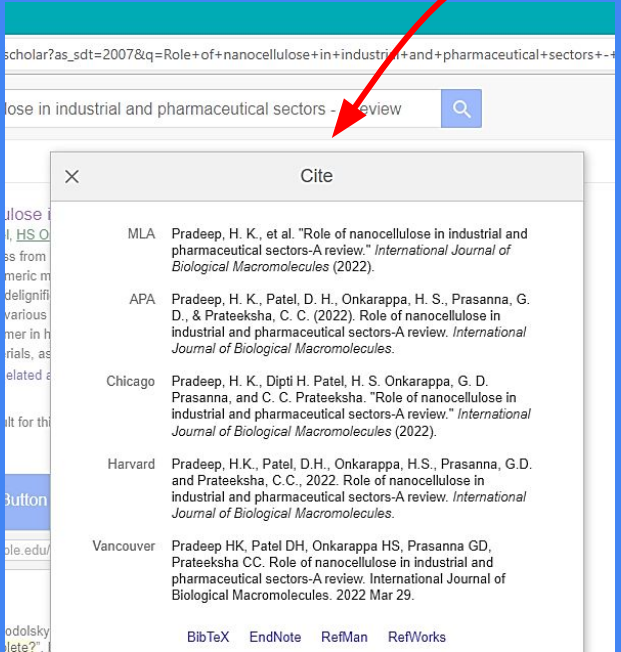 scholar?as_sdt=2007&q=Role+of+nanocellulose+in+industrial+and+pharmaceutical+sectors+-+
lose in industrial and pharmaceutical sectors - review
Cite
MLA Pradeep, H. K., et al. "Role of nanocellulose in industrial and
pharmaceutical sectors-A review." International Journal of
Biological Macromolecules (2022).
APA Pradeep, H. K., Patel, D. H., Onkarappa, H. S., Prasanna, G.
D., & Prateeksha, C. C. (2022). Role of nanocellulose in
industrial and pharmaceutical sectors-A review. International
Journal of Biological Macromolecules.
Chicago Pradeep, H. K., Dipti H. Patel, H. S. Onkarappa, G. D.
Prasanna, and C. C. Prateeksha. "Role of nanocellulose in
industrial and pharmaceutical sectors-A review." International
Journal of Biological Macromolecules (2022).
Harvard Pradeep, H.K., Patel, D.H., Onkarappa, H.S., Prasanna, G.D.
and Prateeksha, C.C., 2022. Role of nanocellulose in
industrial and pharmaceutical sectors-A review. International
Journal of Biological Macromolecules.
Vancouver Pradeep HK, Patel DH, Onkarappa HS, Prasanna GD,
Prateeksha CC. Role of nanocellulose in industrial and
pharmaceutical sectors-A review. International Journal of
Biological Macromolecules. 2022 Mar 29.
BibTeX EndNote RefMan RefWorks
ulose i
l, HS O
ss from
meric m
delignifi
various
mer in h
rials, as
elated a
ult for thi
Button
ole.edu/
odolsky
lete?",